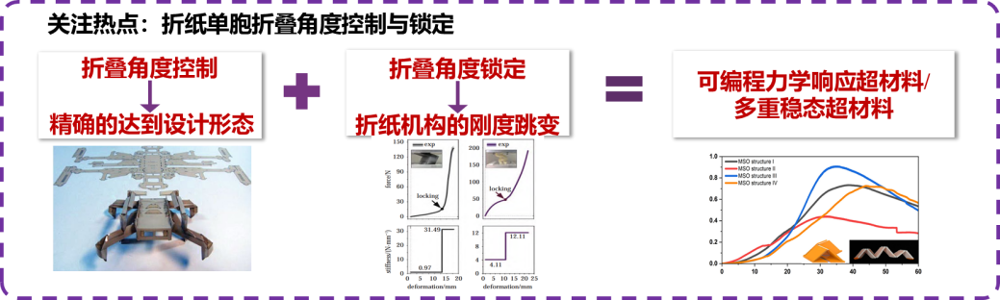 关注热点：折纸单胞折叠角度控制与锁定
折叠角度控制
精确的达到设计形态
折叠角度锁定
折纸机构的刚度跳变
可编程力学响应超材料/
多重稳态超材料
150
120
90
60
30
0
force/N
exp
locking
200
150
100
50
0
exp
locking
30
20
10
0
stiffness/(N·mm⁻¹)
31.49
0.97
0 5 10 15 20
deformation/mm
12
8
4
0
12.11
4.11
0 5 10 15 20 25
deformation/mm
1.0
0.8
0.6
0.4
0.2
0.0
MSO structure I
MSO structure II
MSO structure III
MSO structure IV
0 10 20 30 40 50 60